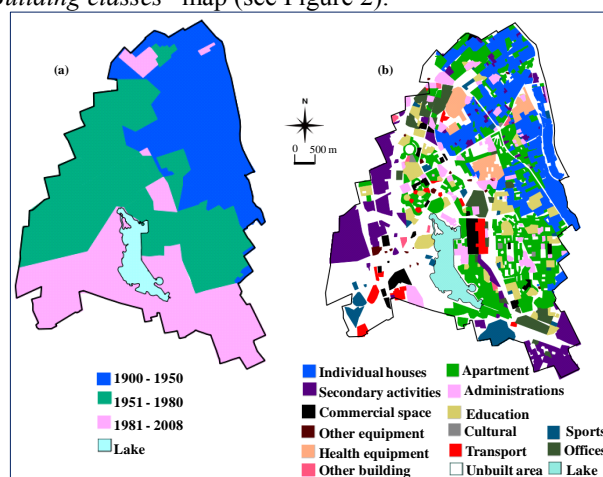 Building classes" map (see Figure 2).
(a)
(b)
N
0 500 m
1900 - 1950
1951 - 1980
1981 - 2008
Lake
Individual houses
Apartment
Secondary activities
Administrations
Commercial space
Education
Other equipment
Cultural
Sports
Health equipment
Transport
Offices
Other building
Unbuilt area
Lake